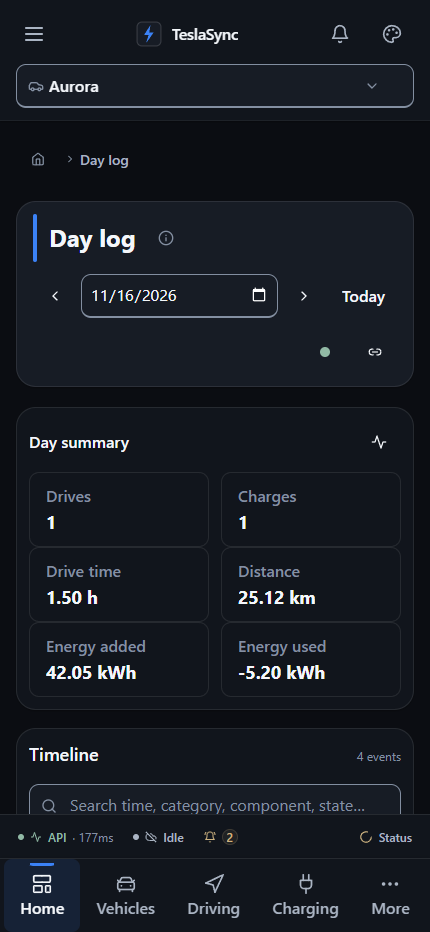 TeslaSync
Aurora
Day log
Day log
11/16/2026
Today
Day summary
Drives
1
Charges
1
Drive time
1.50 h
Distance
25.12 km
Energy added
42.05 kWh
Energy used
-5.20 kWh
Timeline
4 events
Search time, category, component, state...
API · 177ms
Idle
2
Status
Home
Vehicles
Driving
Charging
More